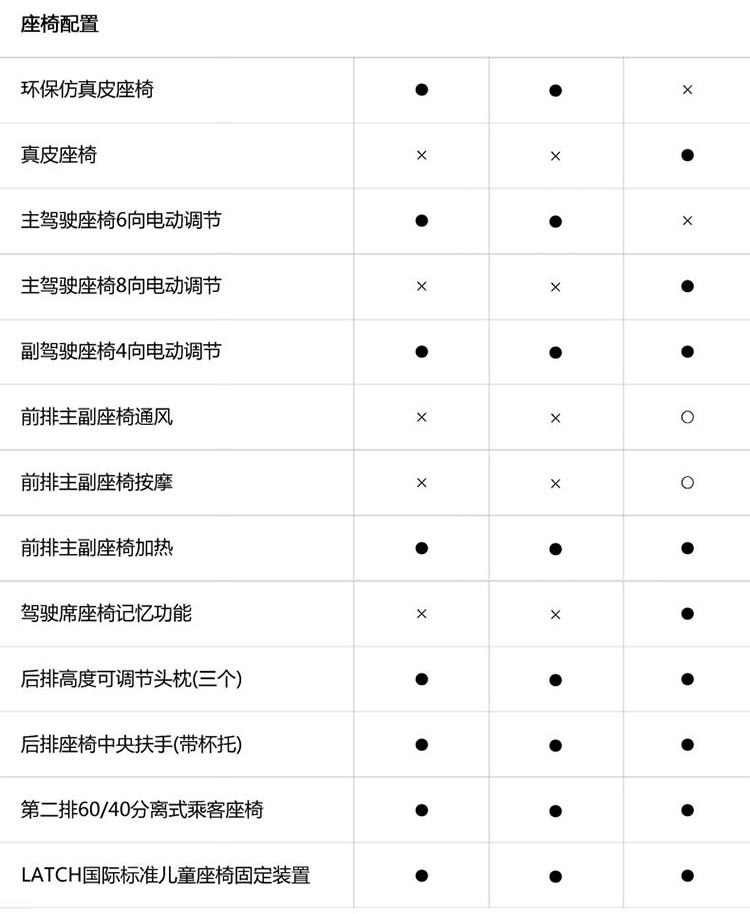 座椅配置
环保仿真皮座椅 ● ● ×
真皮座椅 × × ●
主驾驶座椅6向电动调节 ● ● ×
主驾驶座椅8向电动调节 × × ●
副驾驶座椅4向电动调节 ● ● ●
前排主副座椅通风 × × ○
前排主副座椅按摩 × × ○
前排主副座椅加热 ● ● ●
驾驶席座椅记忆功能 × × ●
后排高度可调节头枕(三个) ● ● ●
后排座椅中央扶手(带杯托) ● ● ●
第二排60/40分离式乘客座椅 ● ● ●
LATCH国际标准儿童座椅固定装置 ● ● ●